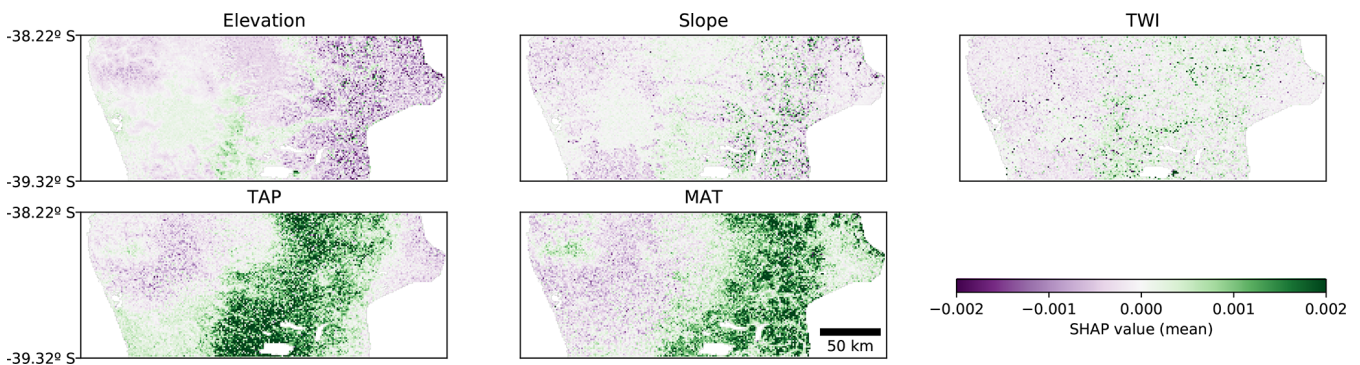 Elevation
Slope
TWI
-38.22º S
-39.32º S
TAP
MAT
-38.22º S
-39.32º S
50 km
−0.002 −0.001 0.000 0.001 0.002
SHAP value (mean)